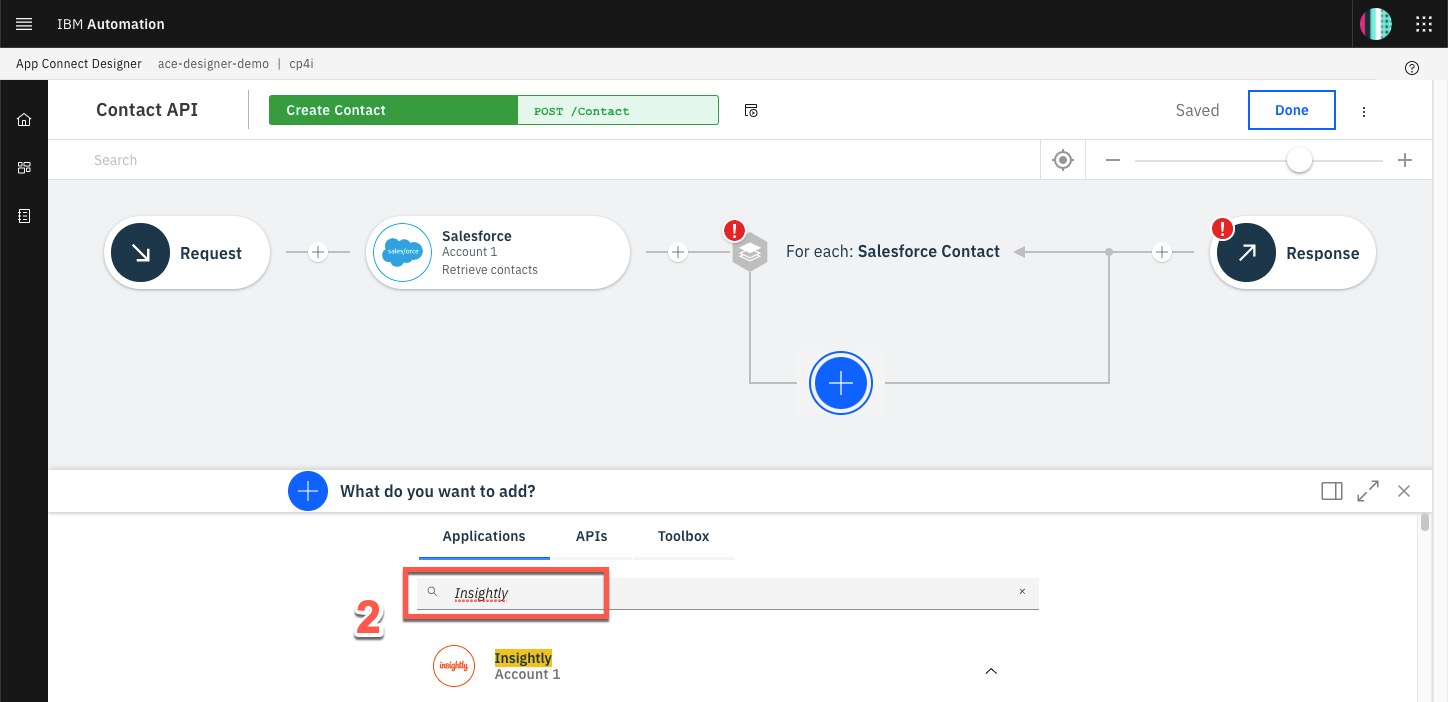 IBM Automation
App Connect Designer ace-designer-demo | cp4i
Contact API
Create Contact
POST /Contact
Saved
Done
Search
Request
salesforce
Salesforce
Account 1
Retrieve contacts
!
For each: Salesforce Contact
!
Response
What do you want to add?
Applications
APIs
Toolbox
2
Insightly
insightly
Insightly
Account 1